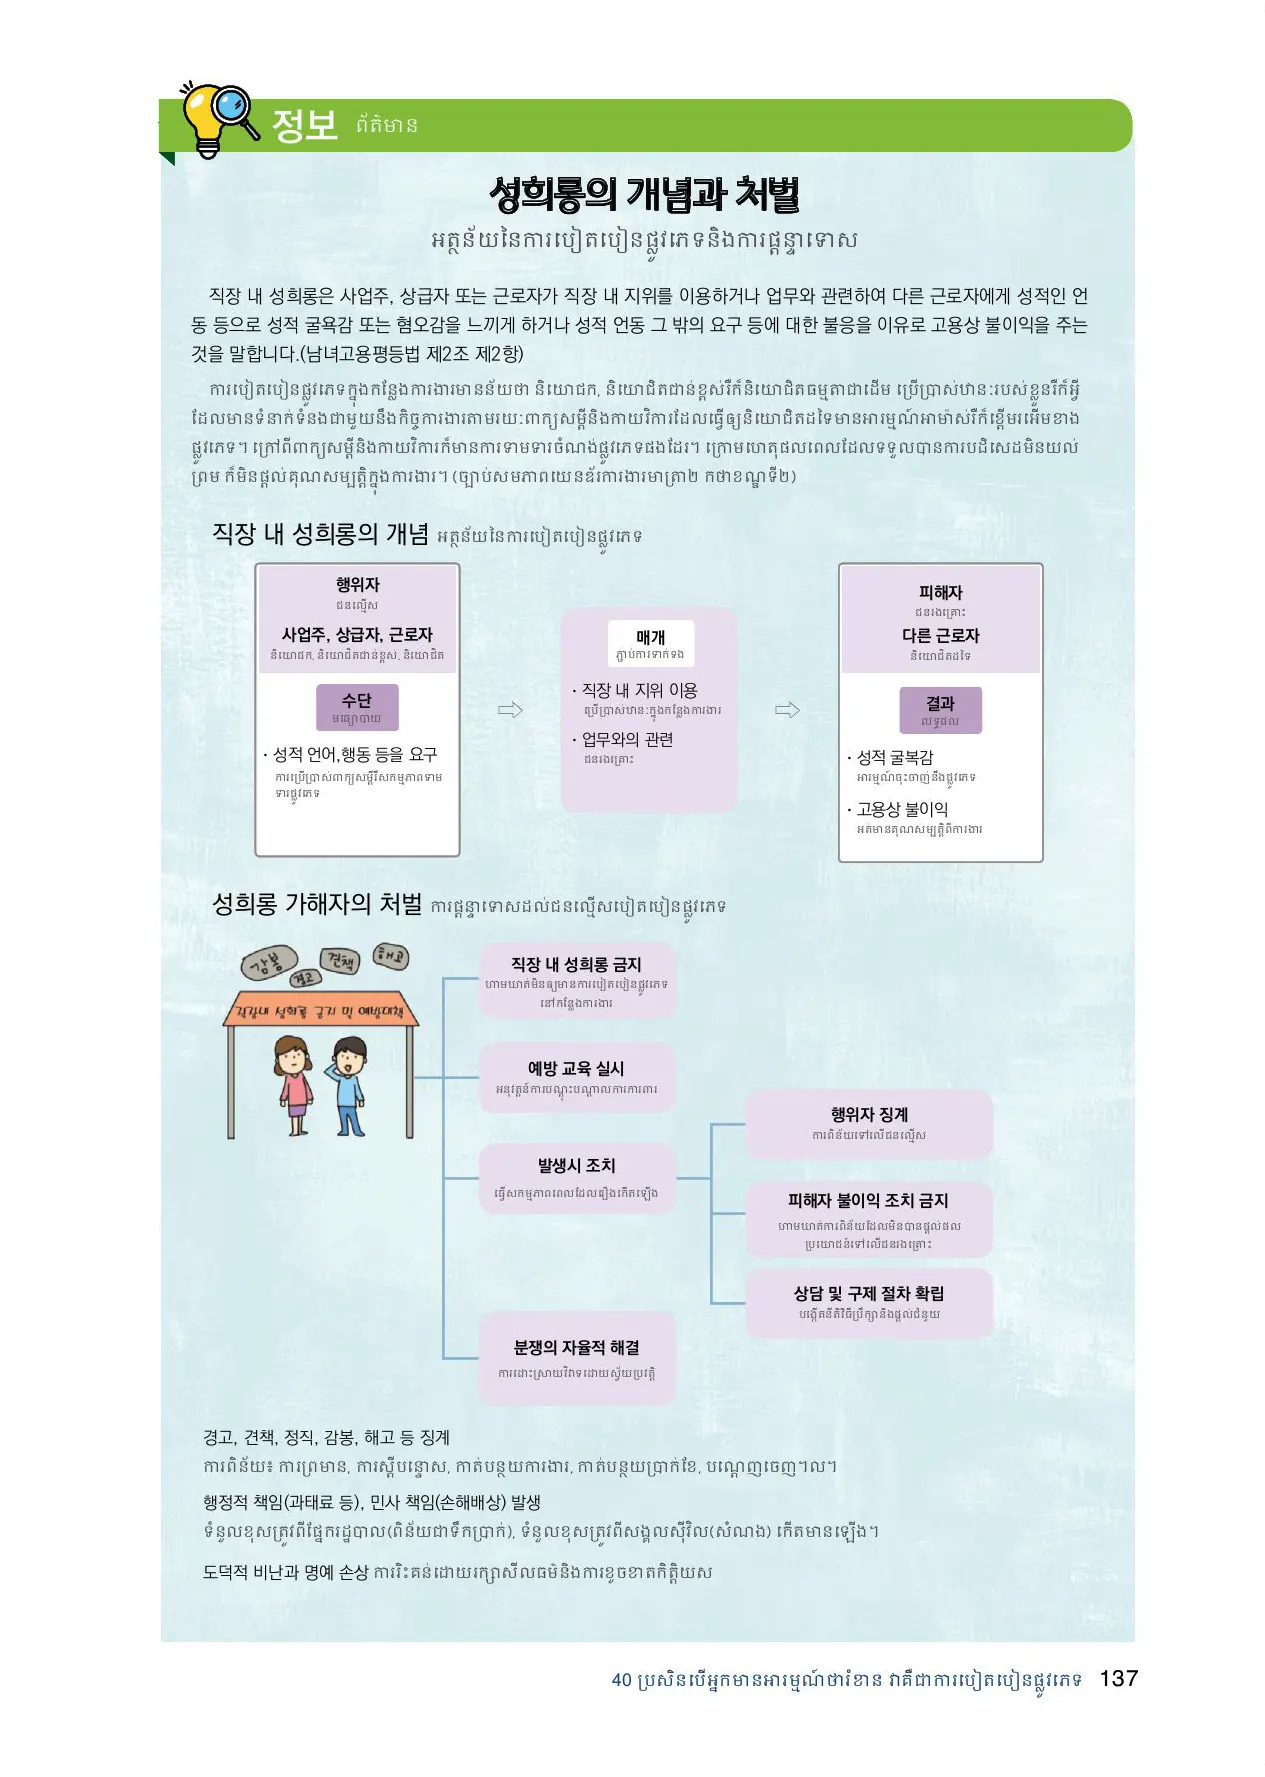 정보 ព័ត៌មាន
성희롱의 개념과 처벌
អត្ថន័យនៃការបៀតបៀនផ្លូវភេទនិងការផ្តន្ទាទោស
직장 내 성희롱은 사업주, 상급자 또는 근로자가 직장 내 지위를 이용하거나 업무와 관련하여 다른 근로자에게 성적인 언
동 등으로 성적 굴욕감 또는 혐오감을 느끼게 하거나 성적 언동 그 밖의 요구 등에 대한 불응을 이유로 고용상 불이익을 주는
것을 말합니다.(남녀고용평등법 제2조 제2항)
ការបៀតបៀនផ្លូវភេទក្នុងកន្លែងការងារមានន័យថា និយោជក, និយោជិតជាន់ខ្ពស់រឺក៏និយោជិតធម្មតាជាដើម ប្រើប្រាស់ឋានៈរបស់ខ្លួនរឺក៏អ្វី
ដែលមានទំនាក់ទំនងជាមួយនឹងកិច្ចការងារតាមរយៈពាក្យសម្តីនិងកាយវិការដែលធ្វើឲ្យនិយោជិតដទៃមានអារម្មណ៍អាម៉ាស់រឺក៏ខ្ពើមរអើមខាង
ផ្លូវភេទ។ ក្រៅពីពាក្យសម្តីនិងកាយវិការក៏មានការទាមទារចំណង់ផ្លូវភេទផងដែរ។ ក្រោមហេតុផលពេលដែលទទួលបានការបដិសេដមិនយល់
ព្រម ក៏មិនផ្តល់គុណសម្បត្តិក្នុងការងារ។ (ច្បាប់សមភាពយេនឌ័រការងារមាត្រា២ កថាខណ្ឌទី២)
직장 내 성희롱의 개념 អត្ថន័យនៃការបៀតបៀនផ្លូវភេទ
행위자
ជនល្មើស
사업주, 상급자, 근로자
និយោជក, និយោជិតជាន់ខ្ពស់, និយោជិត
수단
មធ្យោបាយ
· 성적 언어,행동 등을 요구
ការប្រើប្រាស់ពាក្យសម្តីរឺសកម្មភាពទាម
ទារផ្លូវភេទ
매개
ភ្ជាប់ការទាក់ទង
· 직장 내 지위 이용
ប្រើប្រាស់ឋានៈក្នុងកន្លែងការងារ
· 업무와의 관련
ជនរងគ្រោះ
피해자
ជនរងគ្រោះ
다른 근로자
និយោជិតដទៃ
결과
លទ្ធផល
· 성적 굴복감
អារម្មណ៍ចុះចាញ់នឹងផ្លូវភេទ
· 고용상 불이익
អត់មានគុណសម្បត្តិពីការងារ
성희롱 가해자의 처벌 ការផ្តន្ទាទោសដល់ជនល្មើសបៀតបៀនផ្លូវភេទ
감봉
경고
견책
해고
직장내 성희롱 금지 및 예방대책
직장 내 성희롱 금지
ហាមឃាត់មិនឲ្យមានការបៀតបៀនផ្លូវភេទ
នៅកន្លែងការងារ
예방 교육 실시
អនុវត្តន៍ការបណ្តុះបណ្តាលការការពារ
발생시 조치
ធ្វើសកម្មភាពពេលដែលរឿងកើតឡើង
행위자 징계
ការពិន័យទៅលើជនល្មើស
피해자 불이익 조치 금지
ហាមឃាត់ការពិន័យដែលមិនបានផ្តល់ផល
ប្រយោជន៍ទៅលើជនរងគ្រោះ
상담 및 구제 절차 확립
បង្កើតនីតិវិធីប្រឹក្សានិងផ្តល់ជំនួយ
분쟁의 자율적 해결
ការដោះស្រាយវិវាទដោយស្វ័យប្រវត្តិ
경고, 견책, 정직, 감봉, 해고 등 징계
ការពិន័យ៖ ការព្រមាន, ការស្តីបន្ទោស, កាត់បន្ថយការងារ, កាត់បន្ថយប្រាក់ខែ, បណ្តេញចេញ។ល។
행정적 책임(과태료 등), 민사 책임(손해배상) 발생
ទំនួលខុសត្រូវពីផ្នែករដ្ឋបាល(ពិន័យជាទឹកប្រាក់), ទំនួលខុសត្រូវពីសង្គលស៊ីវិល(សំណង) កើតមានឡើង។
도덕적 비난과 명예 손상 ការរិះគន់ដោយរក្សាសីលធម៌និងការខូចខាតកិត្តិយស
40 ប្រសិនបើអ្នកមានអារម្មណ៍ថារំខាន វាគឺជាការបៀតបៀនផ្លូវភេទ 137